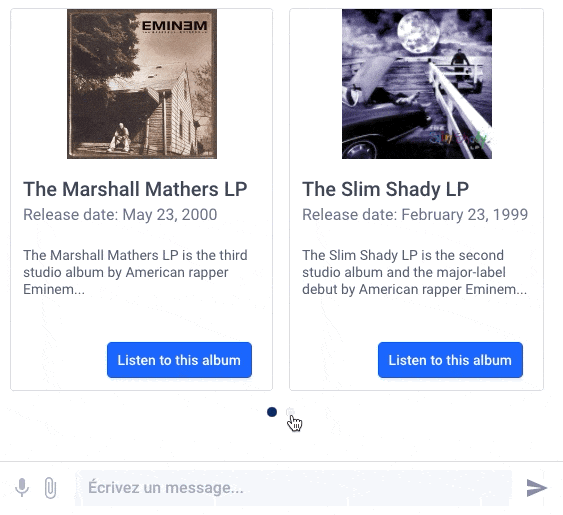 EMINEM
The Marshall Mathers LP
Release date: May 23, 2000
The Marshall Mathers LP is the third
studio album by American rapper
Eminem...
Listen to this album
The Slim Shady LP
Release date: February 23, 1999
The Slim Shady LP is the second
studio album and the major-label
debut by American rapper Eminem...
Listen to this album
Écrivez un message...